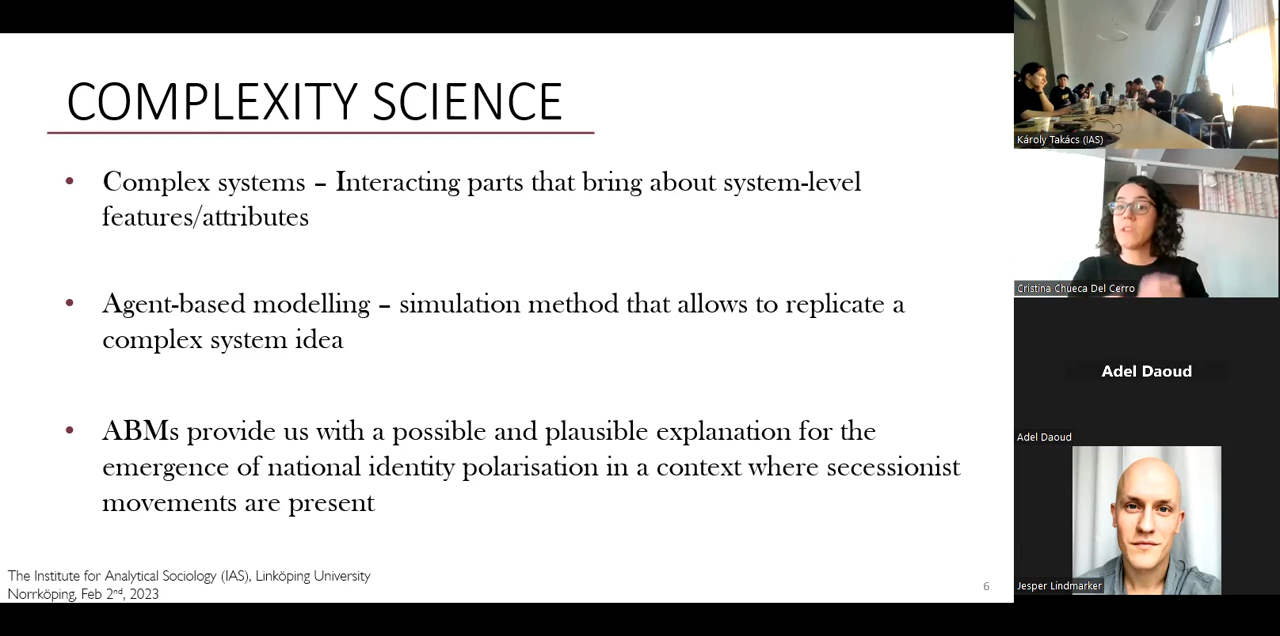 COMPLEXITY SCIENCE
• Complex systems – Interacting parts that bring about system-level
features/attributes
• Agent-based modelling – simulation method that allows to replicate a
complex system idea
• ABMs provide us with a possible and plausible explanation for the
emergence of national identity polarisation in a context where secessionist
movements are present
The Institute for Analytical Sociology (IAS), Linköping University
Norrköping, Feb 2nd, 2023
6
Károly Takács (IAS)
Cristina Chueca Del Cerro
Adel Daoud
Adel Daoud
Jesper Lindmarker